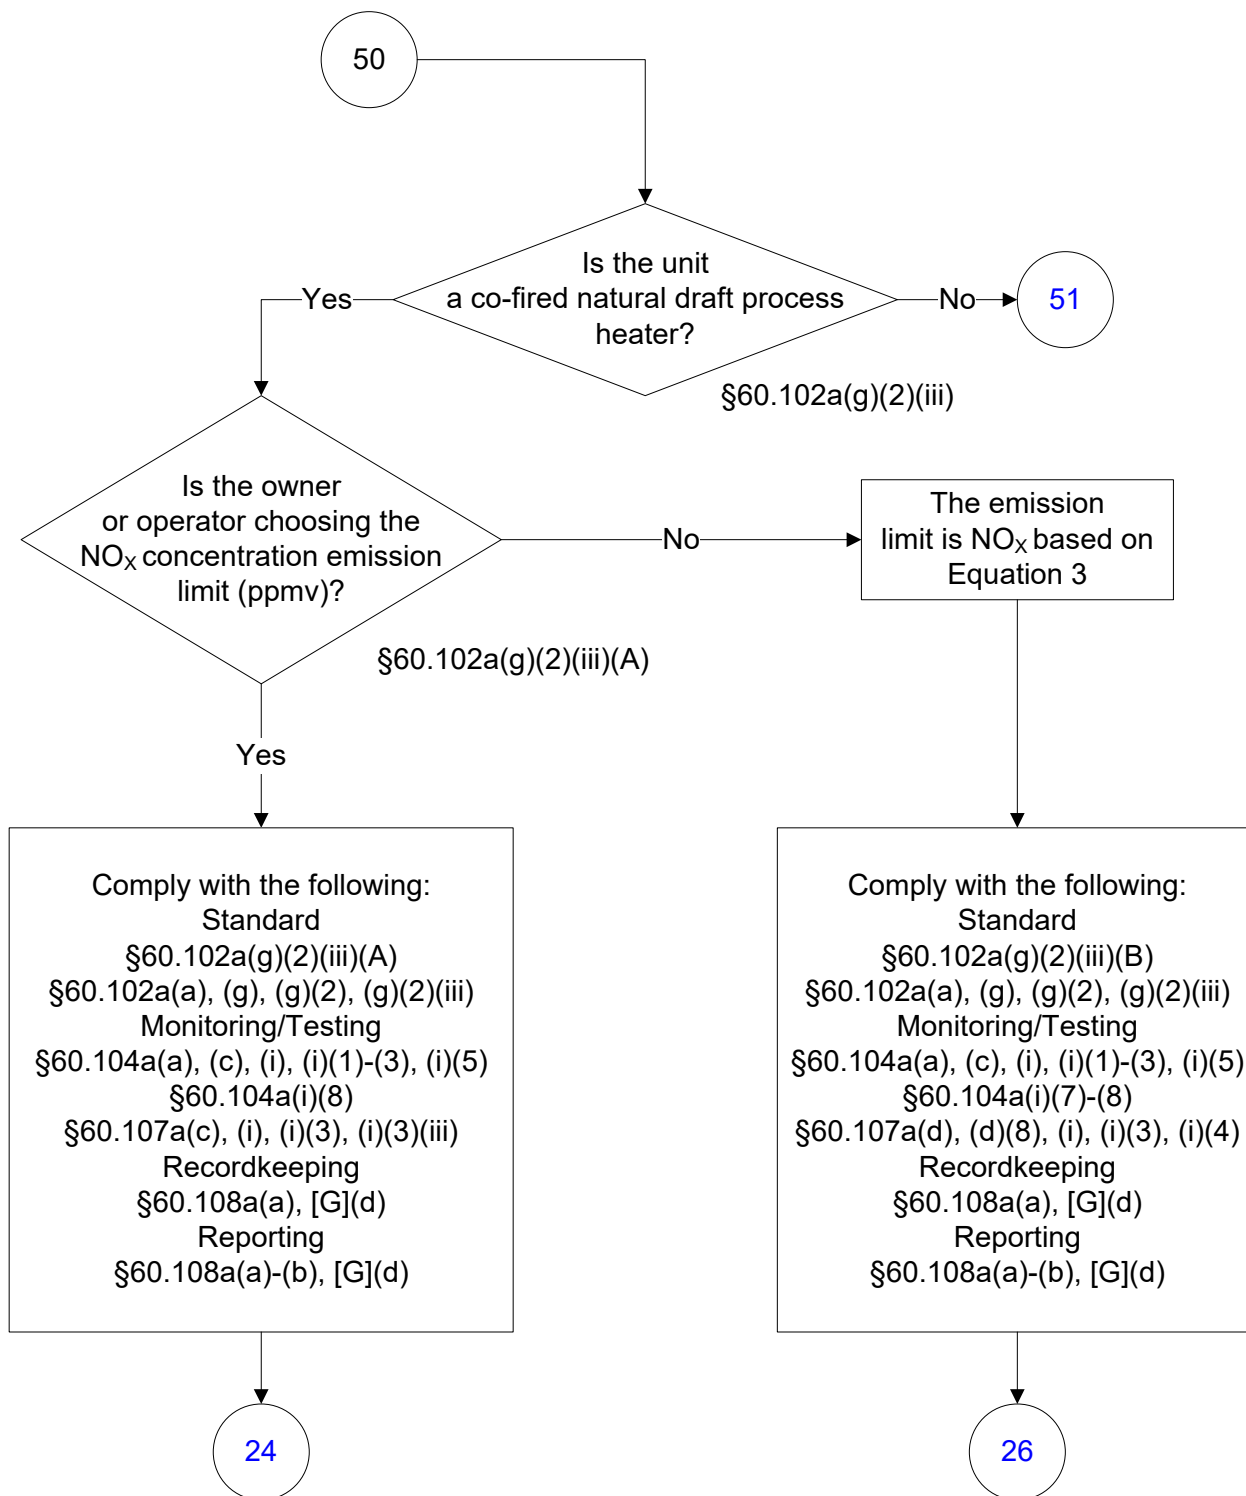 50
Is the unit
a co-fired natural draft process
heater?
Yes
No
51
§60.102a(g)(2)(iii)
Is the owner
or operator choosing the
NOX concentration emission
limit (ppmv)?
No
The emission
limit is NOX based on
Equation 3
§60.102a(g)(2)(iii)(A)
Yes
Comply with the following:
Standard
§60.102a(g)(2)(iii)(A)
§60.102a(a), (g), (g)(2), (g)(2)(iii)
Monitoring/Testing
§60.104a(a), (c), (i), (i)(1)-(3), (i)(5)
§60.104a(i)(8)
§60.107a(c), (i), (i)(3), (i)(3)(iii)
Recordkeeping
§60.108a(a), [G](d)
Reporting
§60.108a(a)-(b), [G](d)
Comply with the following:
Standard
§60.102a(g)(2)(iii)(B)
§60.102a(a), (g), (g)(2), (g)(2)(iii)
Monitoring/Testing
§60.104a(a), (c), (i), (i)(1)-(3), (i)(5)
§60.104a(i)(7)-(8)
§60.107a(d), (d)(8), (i), (i)(3), (i)(4)
Recordkeeping
§60.108a(a), [G](d)
Reporting
§60.108a(a)-(b), [G](d)
24
26